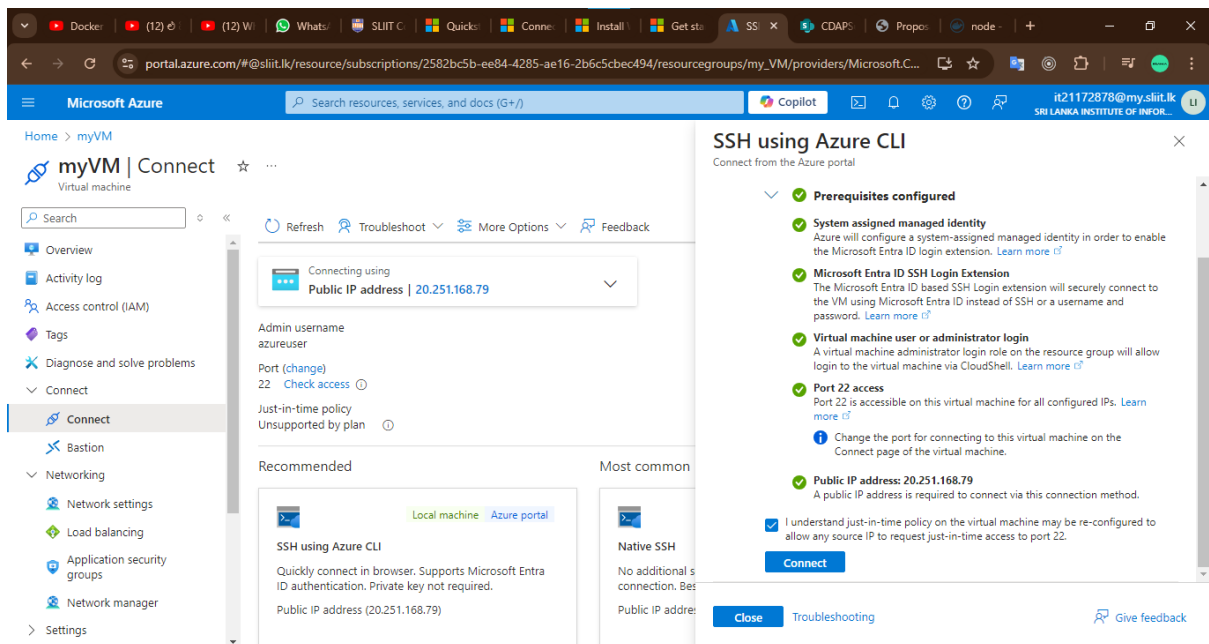 Docker
(12) ජි
(12) W
Whats
SLIIT C
Quickst
Connec
Install
Get sta
SS
CDAPS
Propos
node -
portal.azure.com/#@sliit.lk/resource/subscriptions/2582bc5b-ee84-4285-ae16-2b6c5cbec494/resourcegroups/my_VM/providers/Microsoft.C...
Microsoft Azure
Search resources, services, and docs (G+/)
Copilot
it21172878@my.sliit.lk
SRI LANKA INSTITUTE OF INFOR...
LI
Home > myVM
myVM | Connect
Virtual machine
Search
Overview
Activity log
Access control (IAM)
Tags
Diagnose and solve problems
Connect
Connect
Bastion
Networking
Network settings
Load balancing
Application security
groups
Network manager
Settings
Refresh
Troubleshoot
More Options
Feedback
Connecting using
Public IP address | 20.251.168.79
Admin username
azureuser
Port (change)
22 Check access
Just-in-time policy
Unsupported by plan
Recommended
Local machine Azure portal
SSH using Azure CLI
Quickly connect in browser. Supports Microsoft Entra
ID authentication. Private key not required.
Public IP address (20.251.168.79)
Most common
Native SSH
No additional s
connection. Bes
Public IP addre
SSH using Azure CLI
Connect from the Azure portal
Prerequisites configured
System assigned managed identity
Azure will configure a system-assigned managed identity in order to enable
the Microsoft Entra ID login extension. Learn more
Microsoft Entra ID SSH Login Extension
The Microsoft Entra ID based SSH Login extension will securely connect to
the VM using Microsoft Entra ID instead of SSH or a username and
password. Learn more
Virtual machine user or administrator login
A virtual machine administrator login role on the resource group will allow
login to the virtual machine via CloudShell. Learn more
Port 22 access
Port 22 is accessible on this virtual machine for all configured IPs. Learn
more
Change the port for connecting to this virtual machine on the
Connect page of the virtual machine.
Public IP address: 20.251.168.79
A public IP address is required to connect via this connection method.
I understand just-in-time policy on the virtual machine may be re-configured to
allow any source IP to request just-in-time access to port 22.
Connect
Close
Troubleshooting
Give feedback